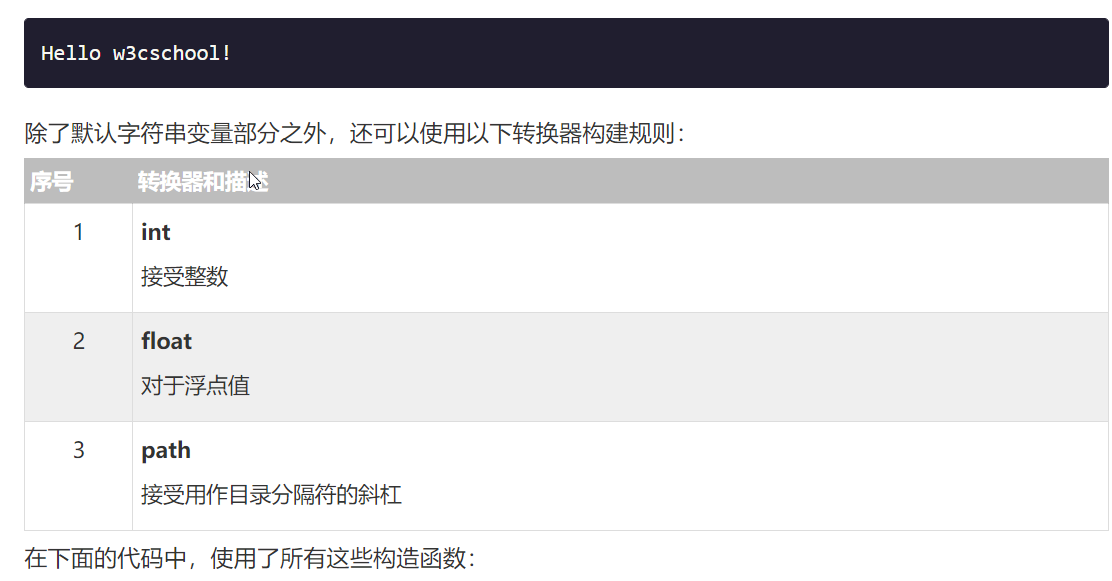 Hello w3cschool!
除了默认字符串变量部分之外，还可以使用以下转换器构建规则：
序号 转换器和描述
1 int
接受整数
2 float
对于浮点值
3 path
接受用作目录分隔符的斜杠
在下面的代码中，使用了所有这些构造函数：